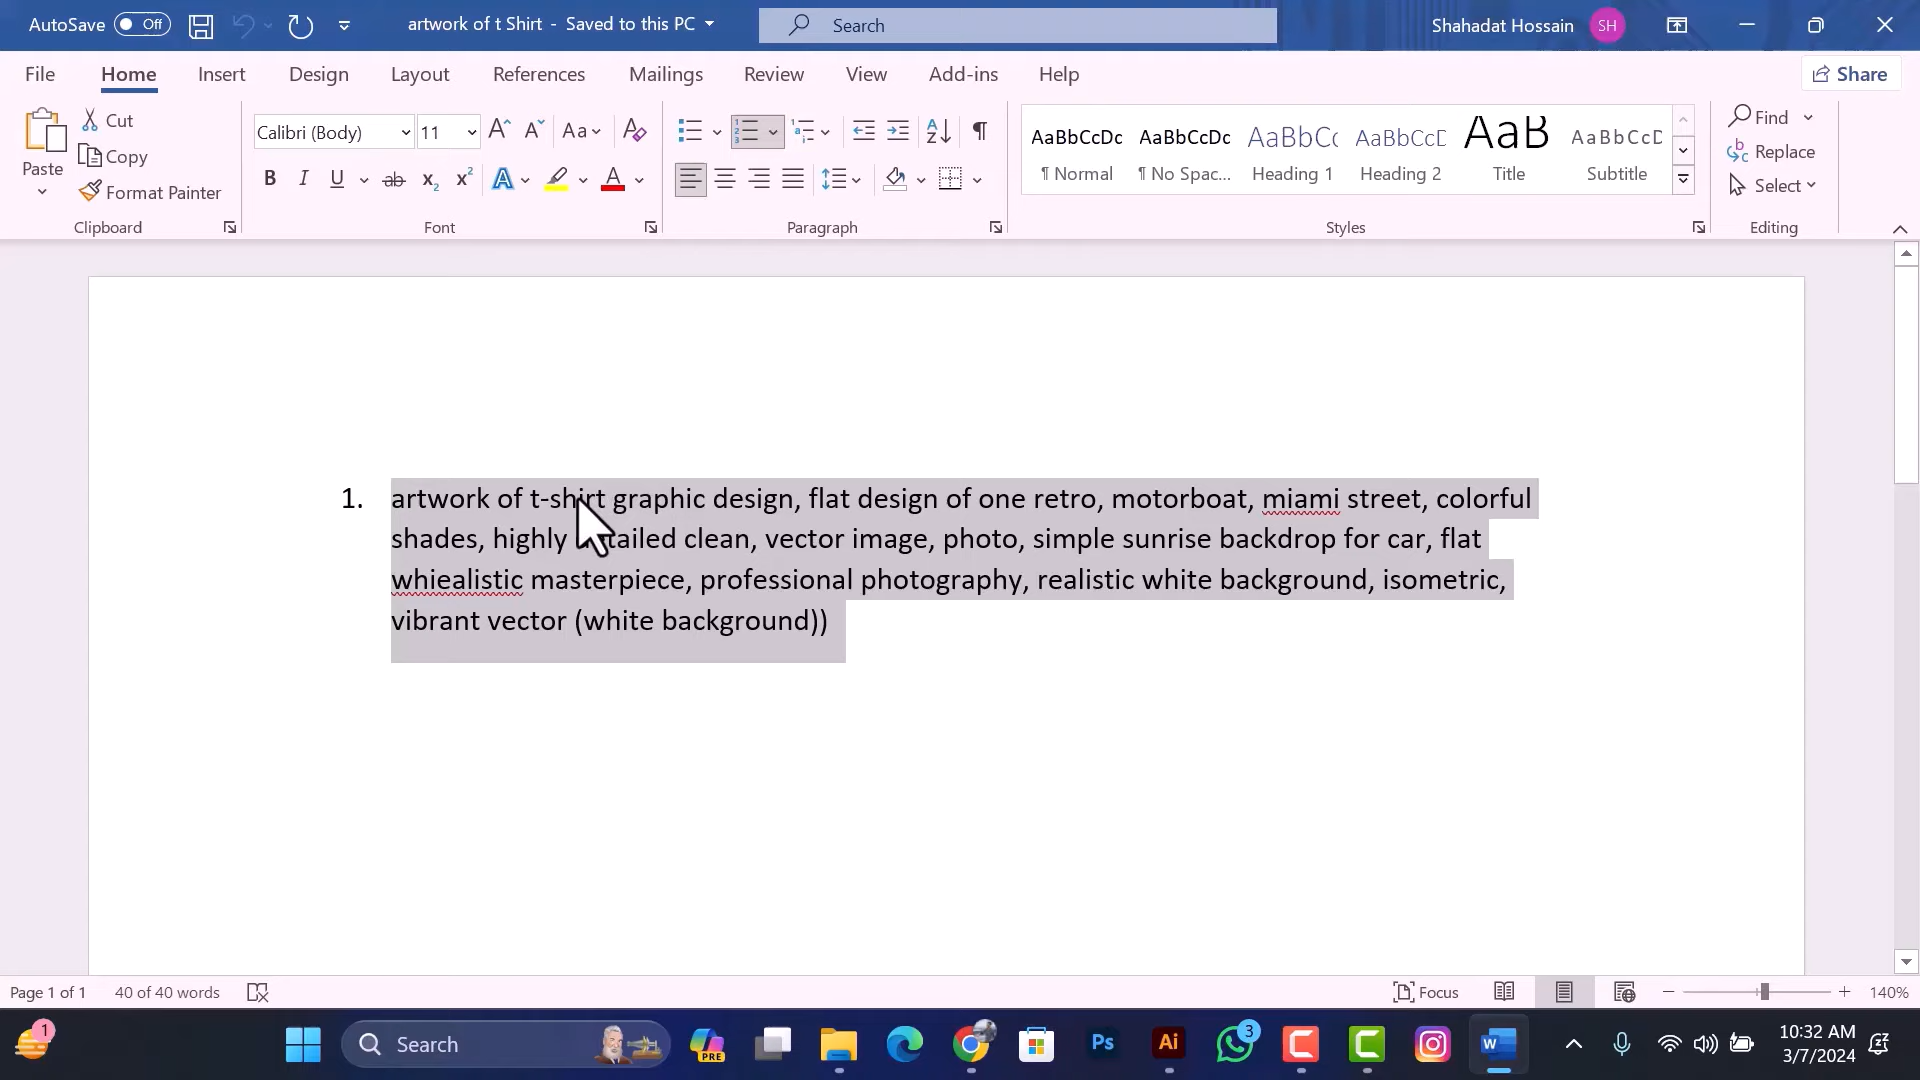 AutoSave Off artwork of t Shirt - Saved to this PC Search Shahadat Hossain SH
File Home Insert Design Layout References Mailings Review View Add-ins Help Share
Paste Cut Copy Format Painter Clipboard
Calibri (Body) 11 Aa Font
Paragraph
AaBbCcDc AaBbCcDc AaBbCc AaBbCcD AaB AaBbCcD
¶ Normal ¶ No Spac... Heading 1 Heading 2 Title Subtitle
Styles
Find Replace Select Editing
1. artwork of t-shirt graphic design, flat design of one retro, motorboat, miami street, colorful
shades, highly tailed clean, vector image, photo, simple sunrise backdrop for car, flat
whiealistic masterpiece, professional photography, realistic white background, isometric,
vibrant vector (white background))
Page 1 of 1 40 of 40 words Focus 140%
1 Search PRE Ps Ai 3 10:32 AM
3/7/2024